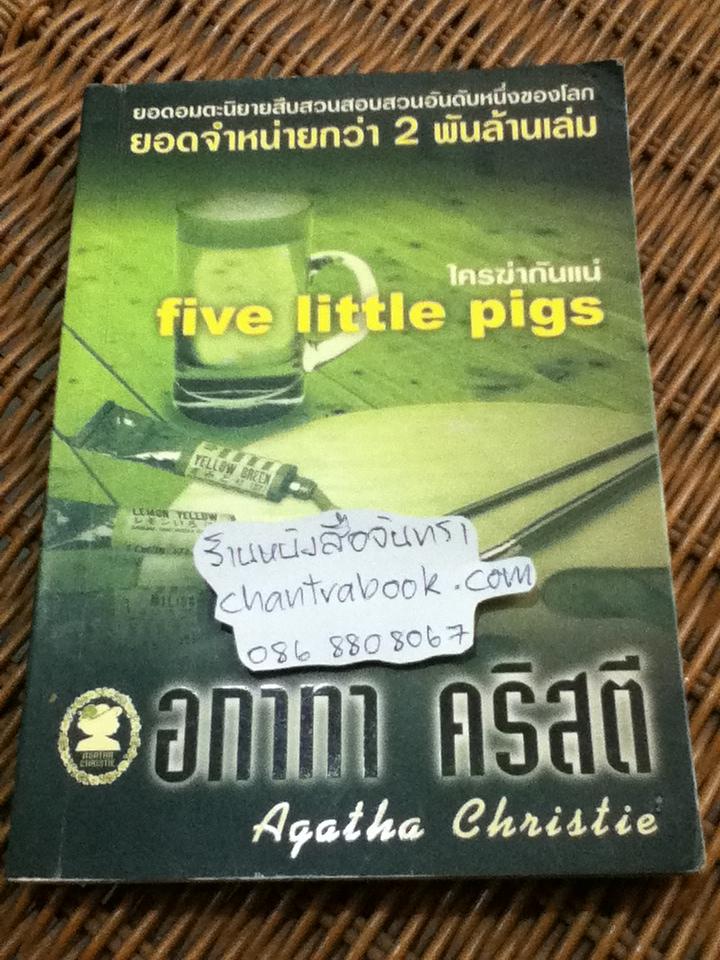 ยอดอมตะนิยายสืบสวนสอบสวนอันดับหนึ่งของโลก
ยอดจำหน่ายกว่า 2 พันล้านเล่ม
ใครฆ่ากันแน่
five little pigs
YELLOW GREEN
LEMON YELLOW
ร้านหนังสือจันทรา
chantrabook.com
086 8808067
อกาทา คริสตี
AGATHA
CHRISTIE
Agatha Christie